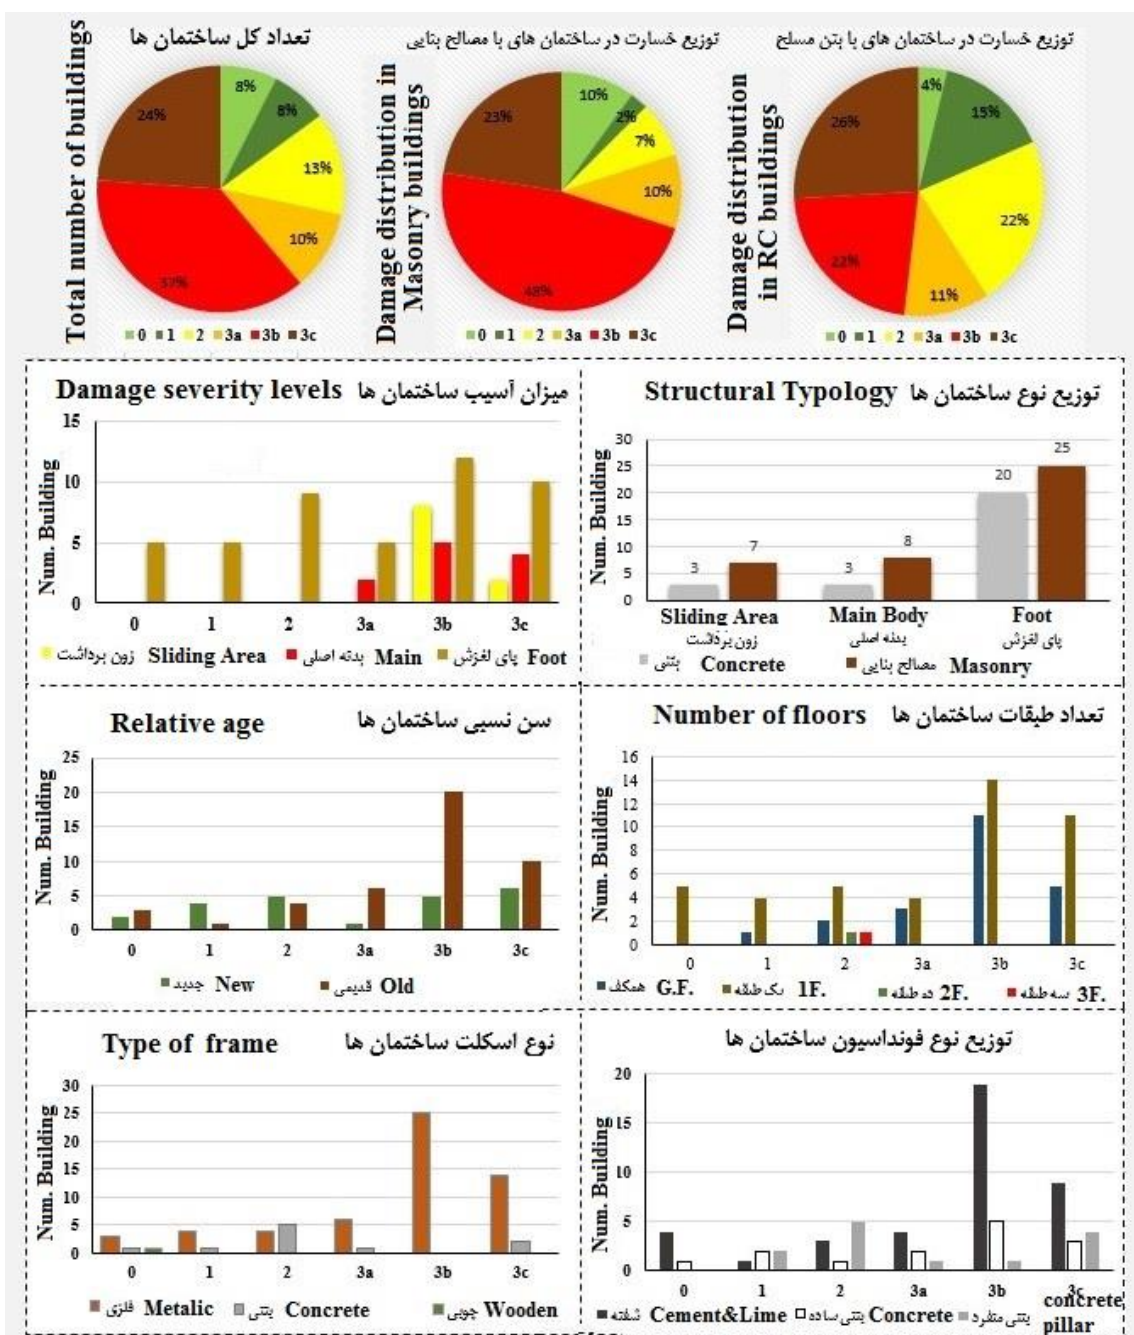 تعداد کل ساختمان ها
Total number of buildings
8%
8%
13%
10%
37%
24%
0 1 2 3a 3b 3c
توزیع خسارت در ساختمان های با مصالح بنایی
Damage distribution in
Masonry buildings
10%
2%
7%
10%
48%
23%
0 1 2 3a 3b 3c
توزیع خسارت در ساختمان های با بتن مسلح
Damage distribution
in RC buildings
4%
15%
22%
11%
22%
26%
0 1 2 3a 3b 3c
Damage severity levels میزان آسیب ساختمان ها
Num. Building
15
10
5
0
0 1 2 3a 3b 3c
زون برداشت Sliding Area بدنه اصلی Main پای لغزش Foot
Structural Typology توزیع نوع ساختمان ها
Num. Building
30
25
20
15
10
5
0
3 7 3 8 20 25
Sliding Area Main Body Foot
زون برداشت بدنه اصلی پای لغزش
بتنی Concrete مصالح بنایی Masonry
Relative age سن نسبی ساختمان ها
Num. Building
25
20
15
10
5
0
0 1 2 3a 3b 3c
جدید New قدیمی Old
Number of floors تعداد طبقات ساختمان ها
Num. Building
16
14
12
10
8
6
4
2
0
0 1 2 3a 3b 3c
همکف G.F. یک طبقه 1F. دو طبقه 2F. سه طبقه 3F.
Type of frame نوع اسکلت ساختمان ها
Num. Building
30
25
20
15
10
5
0
0 1 2 3a 3b 3c
فلزی Metalic بتنی Concrete چوبی Wooden
توزیع نوع فونداسیون ساختمان ها
Num. Building
20
15
10
5
0
0 1 2 3a 3b 3c
شفته Cement&Lime بتنی ساده Concrete بتنی منفرد concrete
pillar